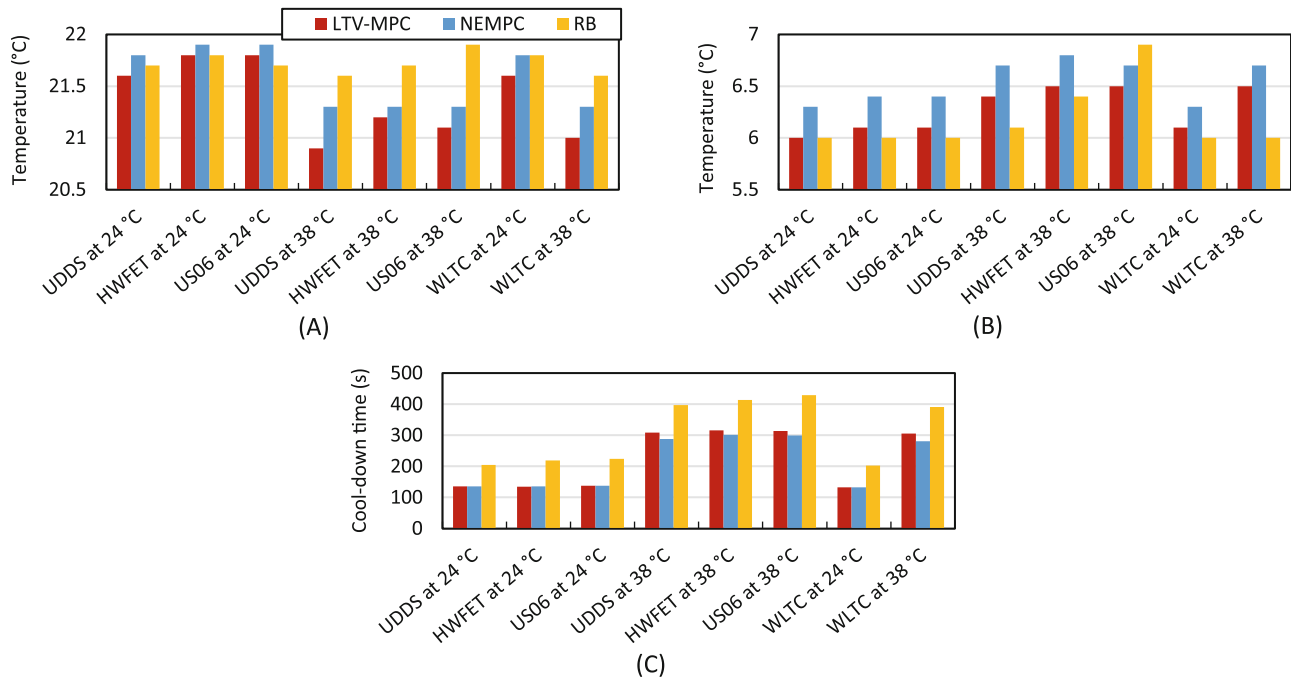 LTV-MPC NEMPC RB
Temperature (°C)
22
21.5
21
20.5
UDDS at 24 °C
HWFET at 24 °C
US06 at 24 °C
UDDS at 38 °C
HWFET at 38 °C
US06 at 38 °C
WLTC at 24 °C
WLTC at 38 °C
(A)
Temperature (°C)
7
6.5
6
5.5
UDDS at 24 °C
HWFET at 24 °C
US06 at 24 °C
UDDS at 38 °C
HWFET at 38 °C
US06 at 38 °C
WLTC at 24 °C
WLTC at 38 °C
(B)
Cool-down time (s)
500
400
300
200
100
0
UDDS at 24 °C
HWFET at 24 °C
US06 at 24 °C
UDDS at 38 °C
HWFET at 38 °C
US06 at 38 °C
WLTC at 24 °C
WLTC at 38 °C
(C)